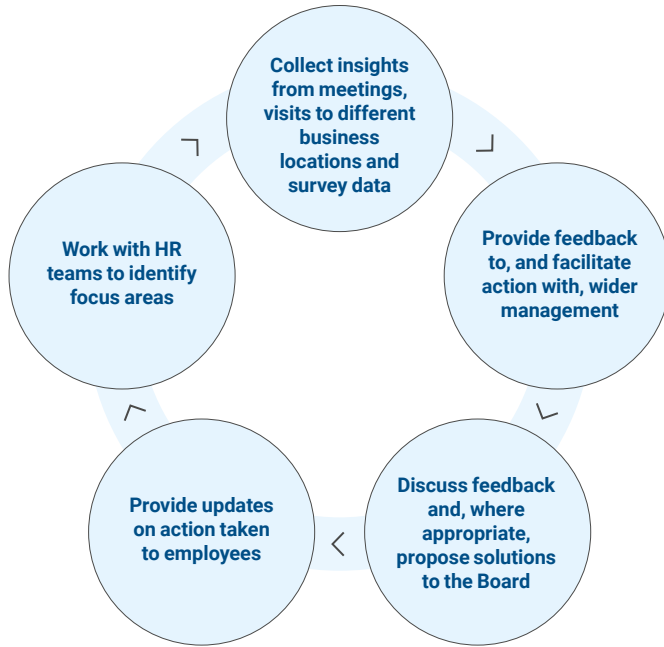 Collect insights
from meetings,
visits to different
business
locations and
survey data
Provide feedback
to, and facilitate
action with, wider
management
Discuss feedback
and, where
appropriate,
propose solutions
to the Board
Provide updates
on action taken
to employees
Work with HR
teams to identify
focus areas